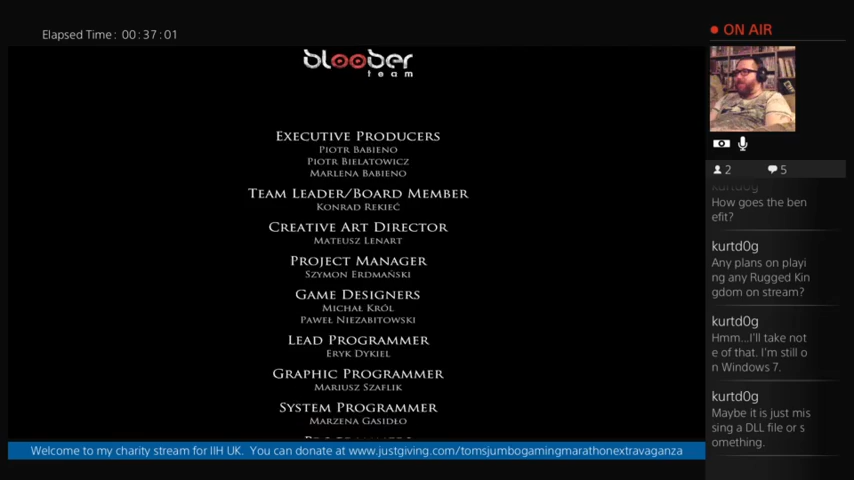 Elapsed Time: 00:37:01
ON AIR
bloober
team
EXECUTIVE PRODUCERS
PIOTR BABIENO
PIOTR BIELATOWICZ
MARLENA BABIENO
TEAM LEADER/BOARD MEMBER
KONRAD REKIEĆ
CREATIVE ART DIRECTOR
MATEUSZ LENART
PROJECT MANAGER
SZYMON ERDMAŃSKI
GAME DESIGNERS
MICHAŁ KRÓL
PAWEŁ NIEZABITOWSKI
LEAD PROGRAMMER
ERYK DYKIEL
GRAPHIC PROGRAMMER
MARIUSZ SZAFLIK
SYSTEM PROGRAMMER
MARZENA GASIDŁO
Welcome to my charity stream for IIH UK. You can donate at www.justgiving.com/tomsjumbogamingmarathonextravaganza
2
5
kurtd0g
How goes the ben
efit?
kurtd0g
Any plans on playi
ng any Rugged Kin
gdom on stream?
kurtd0g
Hmm...I'll take not
e of that. I'm still o
n Windows 7.
kurtd0g
Maybe it is just mis
sing a DLL file or s
omething.